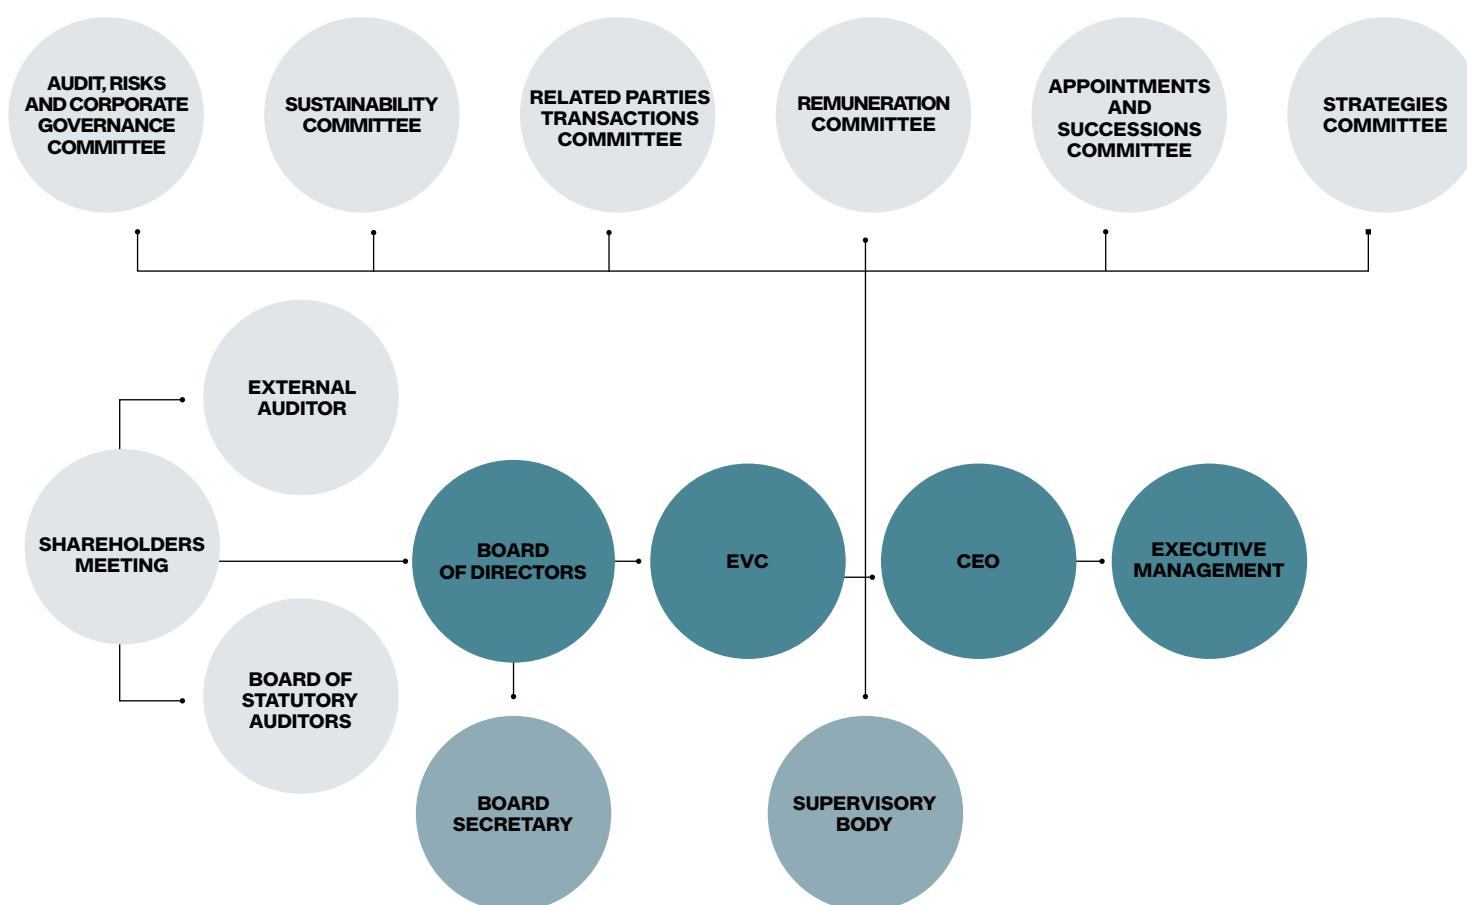 AUDIT, RISKS
AND CORPORATE
GOVERNANCE
COMMITTEE
SUSTAINABILITY
COMMITTEE
RELATED PARTIES
TRANSACTIONS
COMMITTEE
REMUNERATION
COMMITTEE
APPOINTMENTS
AND
SUCCESSIONS
COMMITTEE
STRATEGIES
COMMITTEE
EXTERNAL
AUDITOR
SHAREHOLDERS
MEETING
BOARD
OF DIRECTORS
EVC
CEO
EXECUTIVE
MANAGEMENT
BOARD OF
STATUTORY
AUDITORS
BOARD
SECRETARY
SUPERVISORY
BODY